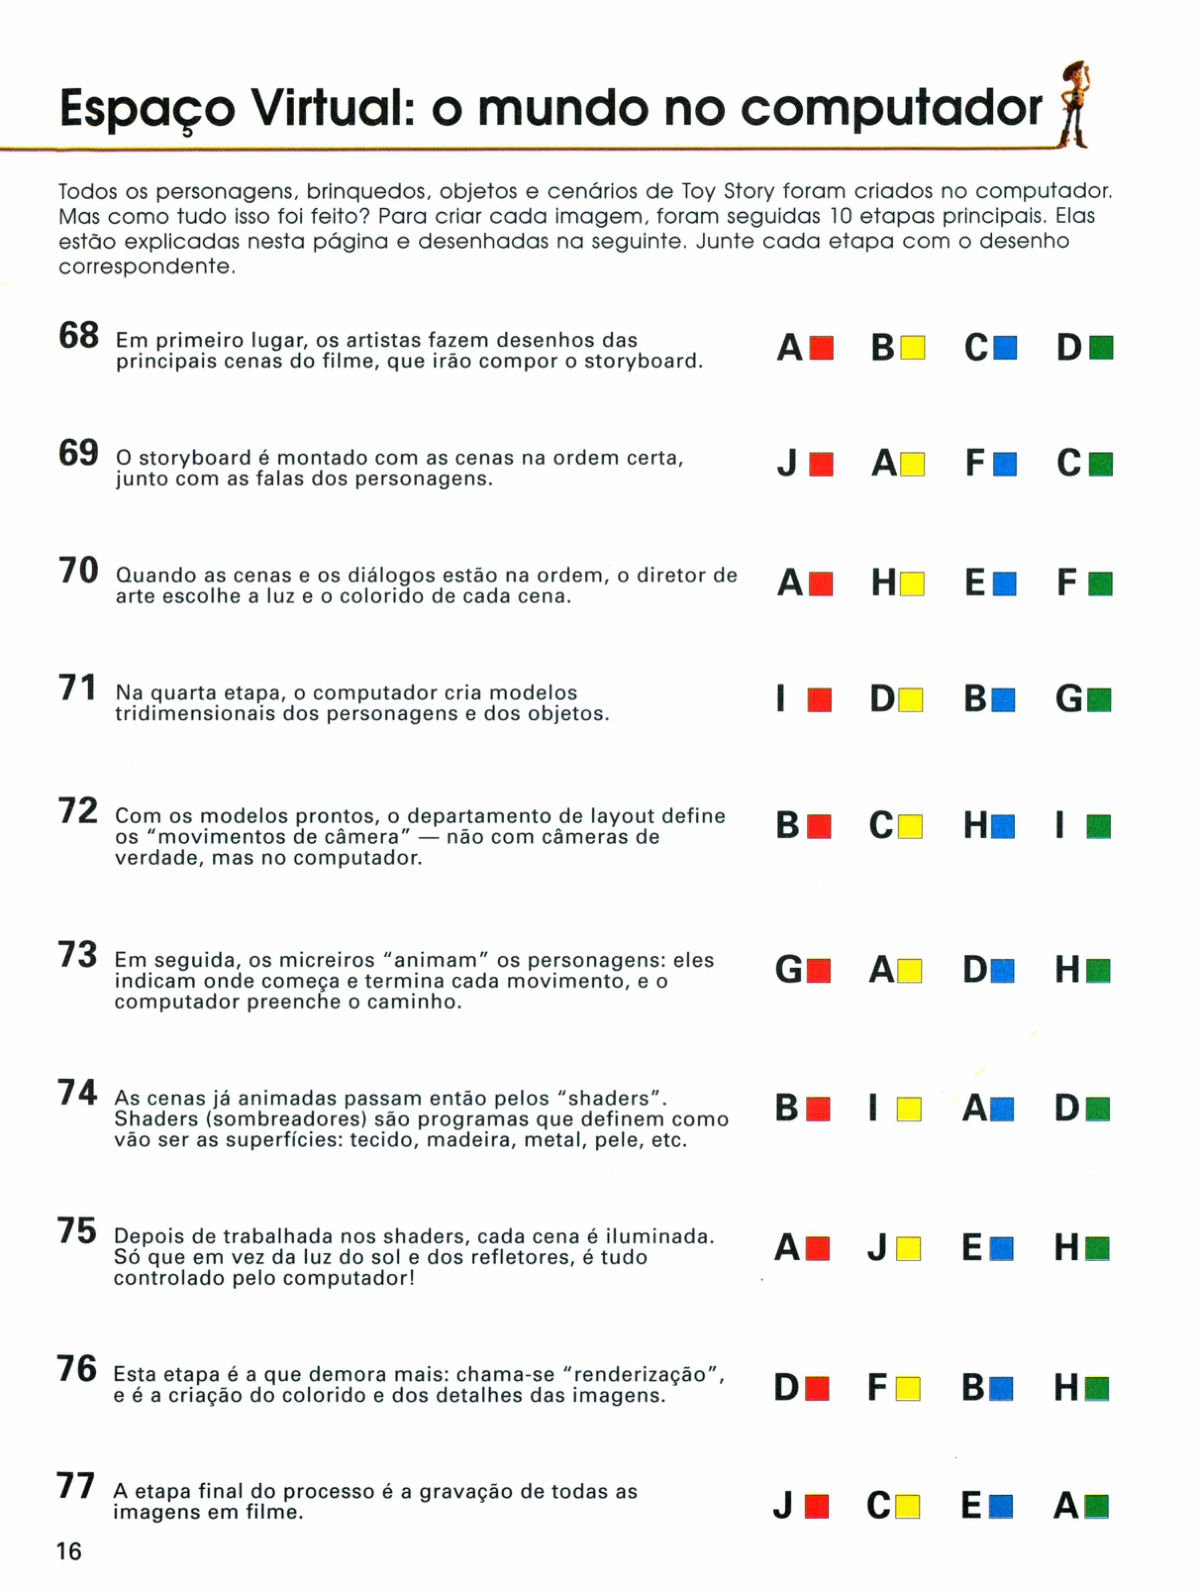 Espaço Virtual: o mundo no computador
Todos os personagens, brinquedos, objetos e cenários de Toy Story foram criados no computador.
Mas como tudo isso foi feito? Para criar cada imagem, foram seguidas 10 etapas principais. Elas
estão explicadas nesta página e desenhadas na seguinte. Junte cada etapa com o desenho
correspondente.
68 Em primeiro lugar, os artistas fazem desenhos das
principais cenas do filme, que irão compor o storyboard.
A B C D
69 O storyboard é montado com as cenas na ordem certa,
junto com as falas dos personagens.
J A F C
70 Quando as cenas e os diálogos estão na ordem, o diretor de
arte escolhe a luz e o colorido de cada cena.
A H E F
71 Na quarta etapa, o computador cria modelos
tridimensionais dos personagens e dos objetos.
I D B G
72 Com os modelos prontos, o departamento de layout define
os “movimentos de câmera” — não com câmeras de
verdade, mas no computador.
B C H I
73 Em seguida, os micreiros “animam” os personagens: eles
indicam onde começa e termina cada movimento, e o
computador preenche o caminho.
G A D H
74 As cenas já animadas passam então pelos “shaders”.
Shaders (sombreadores) são programas que definem como
vão ser as superfícies: tecido, madeira, metal, pele, etc.
B I A D
75 Depois de trabalhada nos shaders, cada cena é iluminada.
Só que em vez da luz do sol e dos refletores, é tudo
controlado pelo computador!
A J E H
76 Esta etapa é a que demora mais: chama-se “renderização”,
e é a criação do colorido e dos detalhes das imagens.
D F B H
77 A etapa final do processo é a gravação de todas as
imagens em filme.
J C E A
16